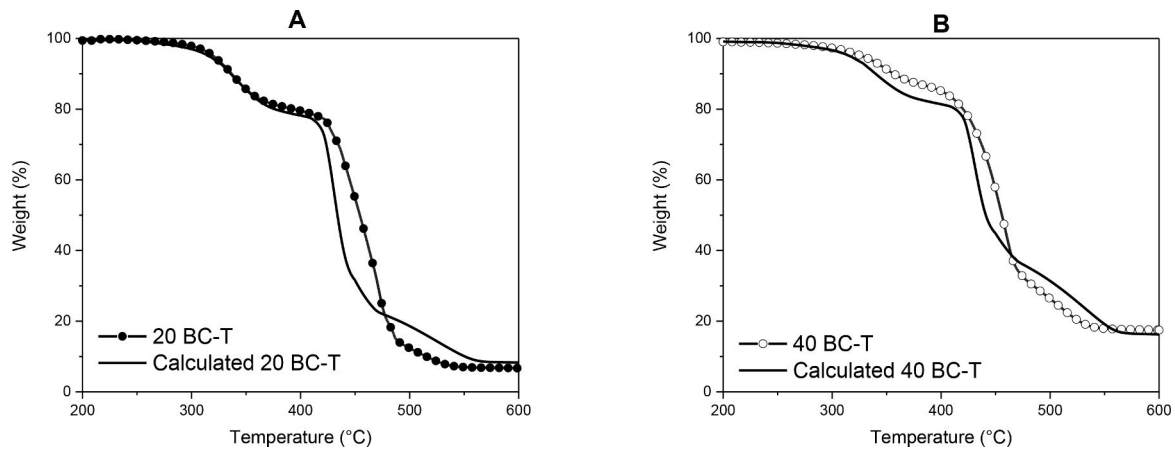 A
100
80
60
40
20
0
Weight (%)
20 BC-T
Calculated 20 BC-T
200 300 400 500 600
Temperature (°C)
B
100
80
60
40
20
0
Weight (%)
40 BC-T
Calculated 40 BC-T
200 300 400 500 600
Temperature (°C)